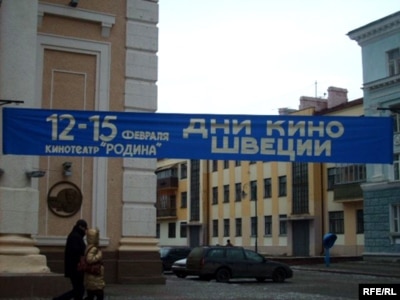 12-15 ФЕВРАЛЯ
КИНОТЕАТР "РОДИНА"
ДНИ КИНО
ШВЕЦИИ
RFE/RL